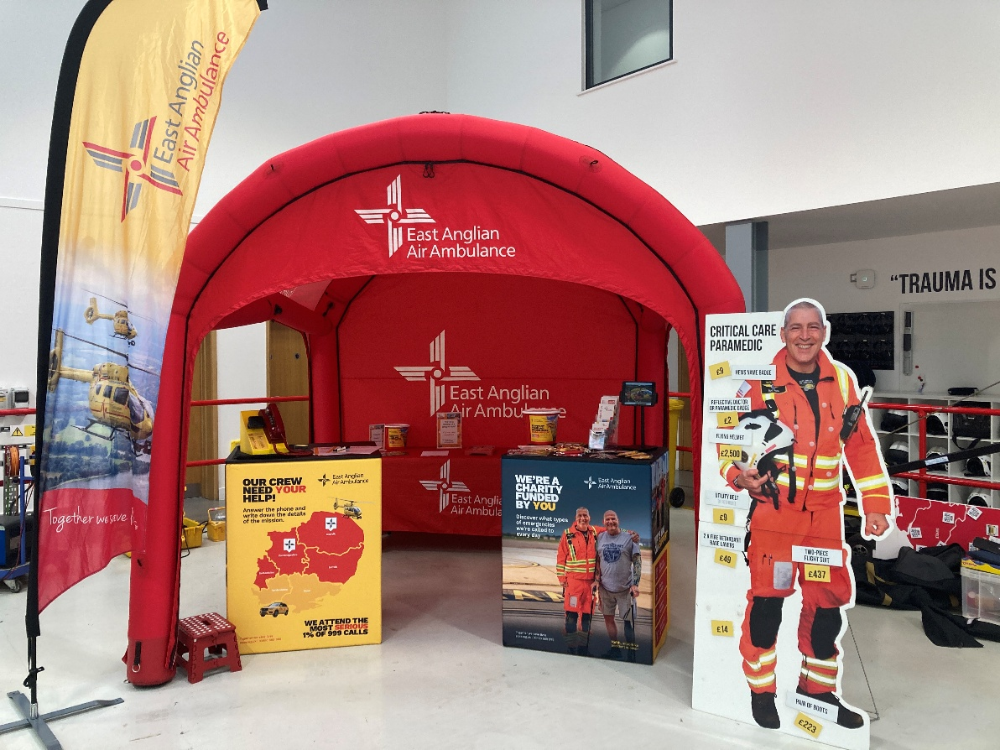 East Anglian
Air Ambulance
Together we save
East Anglian
Air Ambulance
East Anglian
Air Ambulance
East Anglian
Air Ambula
OUR CREW
NEED YOUR
HELP!
East Anglian
Air Ambulance
Answer the phone and
write down the details
of the mission.
WE ATTEND THE
MOST SERIOUS
1% OF 999 CALLS
WE'RE A
CHARITY
FUNDED
BY YOU
East Anglian
Air Ambulance
Discover what types
of emergencies
we're called to
every day
CRITICAL CARE
PARAMEDIC
£9
HEMS NAME BADGE
REFLECTIVE DOCTOR
OR PARAMEDIC BADGE
£2
FLYING HELMET
£2,500
UTILITY BELT
£9
2 X FIRE RETARDANT
BASE LAYERS
£49
TWO-PIECE
FLIGHT SUIT
£437
£14
PAIR OF BOOTS
£223
"TRAUMA IS